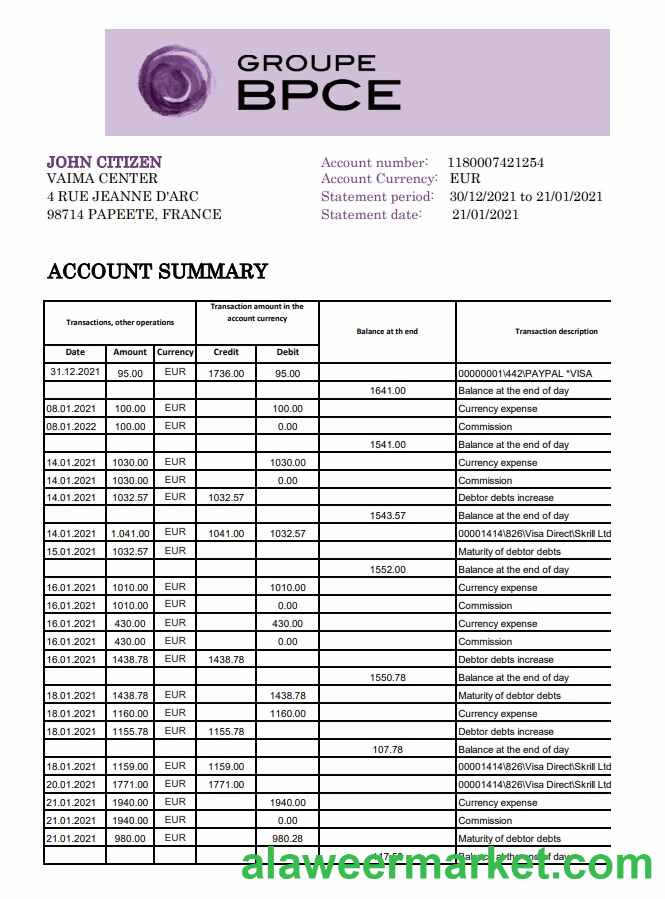 GROUPE
BPCE
JOHN CITIZEN
VAIMA CENTER
4 RUE JEANNE D'ARC
98714 PAPEETE, FRANCE
Account number: 1180007421254
Account Currency: EUR
Statement period: 30/12/2021 to 21/01/2021
Statement date: 21/01/2021
ACCOUNT SUMMARY
Transactions, other operations
Transaction amount in the
account currency
Balance at th end
Transaction description
Date Amount Currency Credit Debit
31.12.2021 95.00 EUR 1736.00 95.00 00000001\442\PAYPAL *VISA
1641.00 Balance at the end of day
08.01.2021 100.00 EUR 100.00 Currency expense
08.01.2022 100.00 EUR 0.00 Commission
1541.00 Balance at the end of day
14.01.2021 1030.00 EUR 1030.00 Currency expense
14.01.2021 1030.00 EUR 0.00 Commission
14.01.2021 1032.57 EUR 1032.57 Debtor debts increase
1543.57 Balance at the end of day
14.01.2021 1.041.00 EUR 1041.00 1032.57 00001414\826\Visa Direct\Skrill Ltd
15.01.2021 1032.57 EUR Maturity of debtor debts
1552.00 Balance at the end of day
16.01.2021 1010.00 EUR 1010.00 Currency expense
16.01.2021 1010.00 EUR 0.00 Commission
16.01.2021 430.00 EUR 430.00 Currency expense
16.01.2021 430.00 EUR 0.00 Commission
16.01.2021 1438.78 EUR 1438.78 Debtor debts increase
1550.78 Balance at the end of day
18.01.2021 1438.78 EUR 1438.78 Maturity of debtor debts
18.01.2021 1160.00 EUR 1160.00 Currency expense
18.01.2021 1155.78 EUR 1155.78 Debtor debts increase
107.78 Balance at the end of day
18.01.2021 1159.00 EUR 1159.00 00001414\826\Visa Direct\Skrill Ltd
20.01.2021 1771.00 EUR 1771.00 00001414\826\Visa Direct\Skrill Ltd
21.01.2021 1940.00 EUR 1940.00 Currency expense
21.01.2021 1940.00 EUR 0.00 Commission
21.01.2021 980.00 EUR 980.28 Maturity of debtor debts
Balance at the end of day
alaweermarket.com